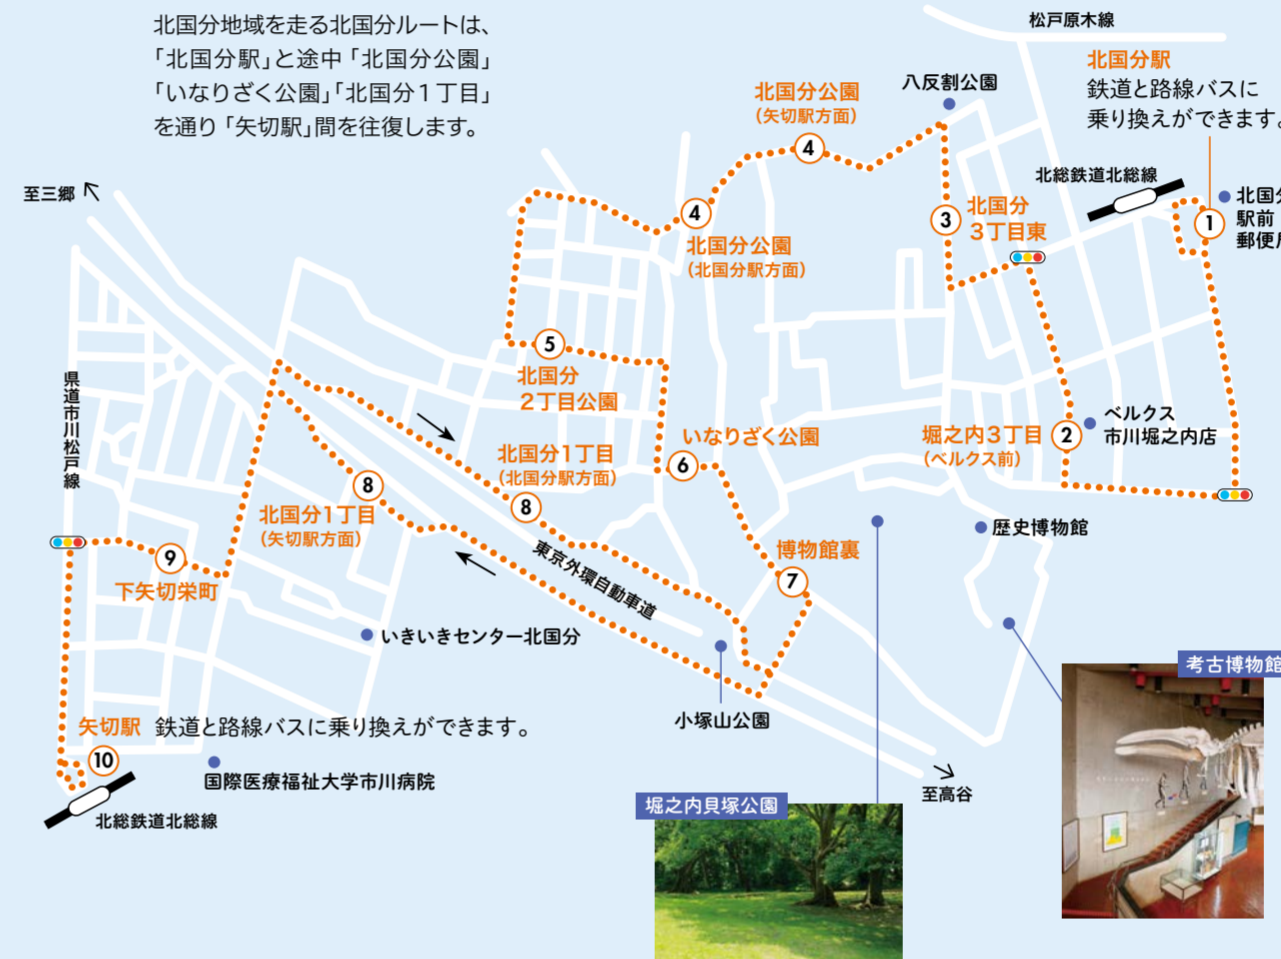 北国分地域を走る北国分ルートは、
「北国分駅」と途中「北国分公園」
「いなりざく公園」「北国分1丁目」
を通り「矢切駅」間を往復します。
松戸原木線
北国分駅
鉄道と路線バスに
乗り換えができます。
八反割公園
北国分公園
(矢切駅方面)
4
至三郷
北総鉄道北総線
北国分
駅前
郵便局
1
3
北国分
3丁目東
4
北国分公園
(北国分駅方面)
5
北国分
2丁目公園
県道市川松戸線
ベルクス
市川堀之内店
堀之内3丁目
(ベルクス前)
2
いなりざく公園
6
北国分1丁目
(北国分駅方面)
8
8
北国分1丁目
(矢切駅方面)
歴史博物館
東京外環自動車道
博物館裏
7
9
下矢切栄町
いきいきセンター北国分
小塚山公園
考古博物館
矢切駅
鉄道と路線バスに乗り換えができます。
10
国際医療福祉大学市川病院
北総鉄道北総線
至高谷
堀之内貝塚公園